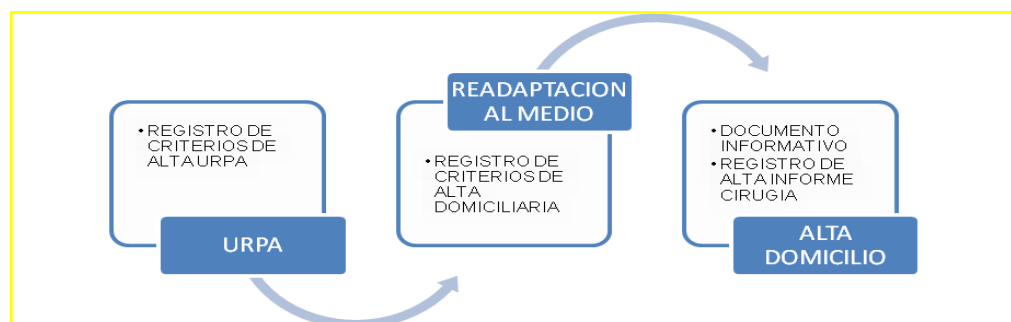 • REGISTRO DE
CRITERIOS DE
ALTA URPA
URPA
READAPTACION
AL MEDIO
• REGISTRO DE
CRITERIOS DE
ALTA
DOMICILIARIA
• DOCUMENTO
INFORMATIVO
• REGISTRO DE
ALTA INFORME
CIRUGIA
ALTA
DOMICILIO